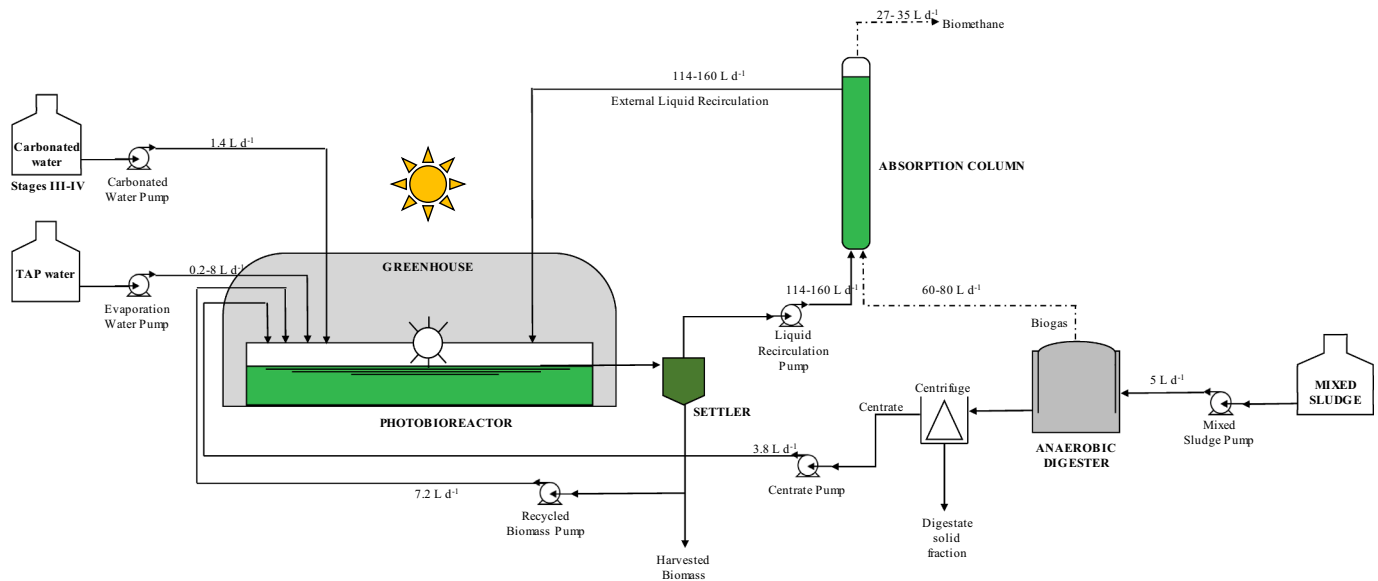 27- 35 L d-1
Biomethane
114-160 L d-1
External Liquid Recirculation
Carbonated
water
Stages III-IV
1.4 L d-1
Carbonated
Water Pump
ABSORPTION COLUMN
TAP water
0.2-8 L d-1
Evaporation
Water Pump
GREENHOUSE
114-160 L d-1
Liquid
Recirculation
Pump
60-80 L d-1
Biogas
PHOTOBIOREACTOR
SETTLER
Centrifuge
Centrate
5 L d-1
Mixed
Sludge Pump
MIXED
SLUDGE
ANAEROBIC
DIGESTER
3.8 L d-1
Centrate Pump
7.2 L d-1
Recycled
Biomass Pump
Digestate
solid
fraction
Harvested
Biomass